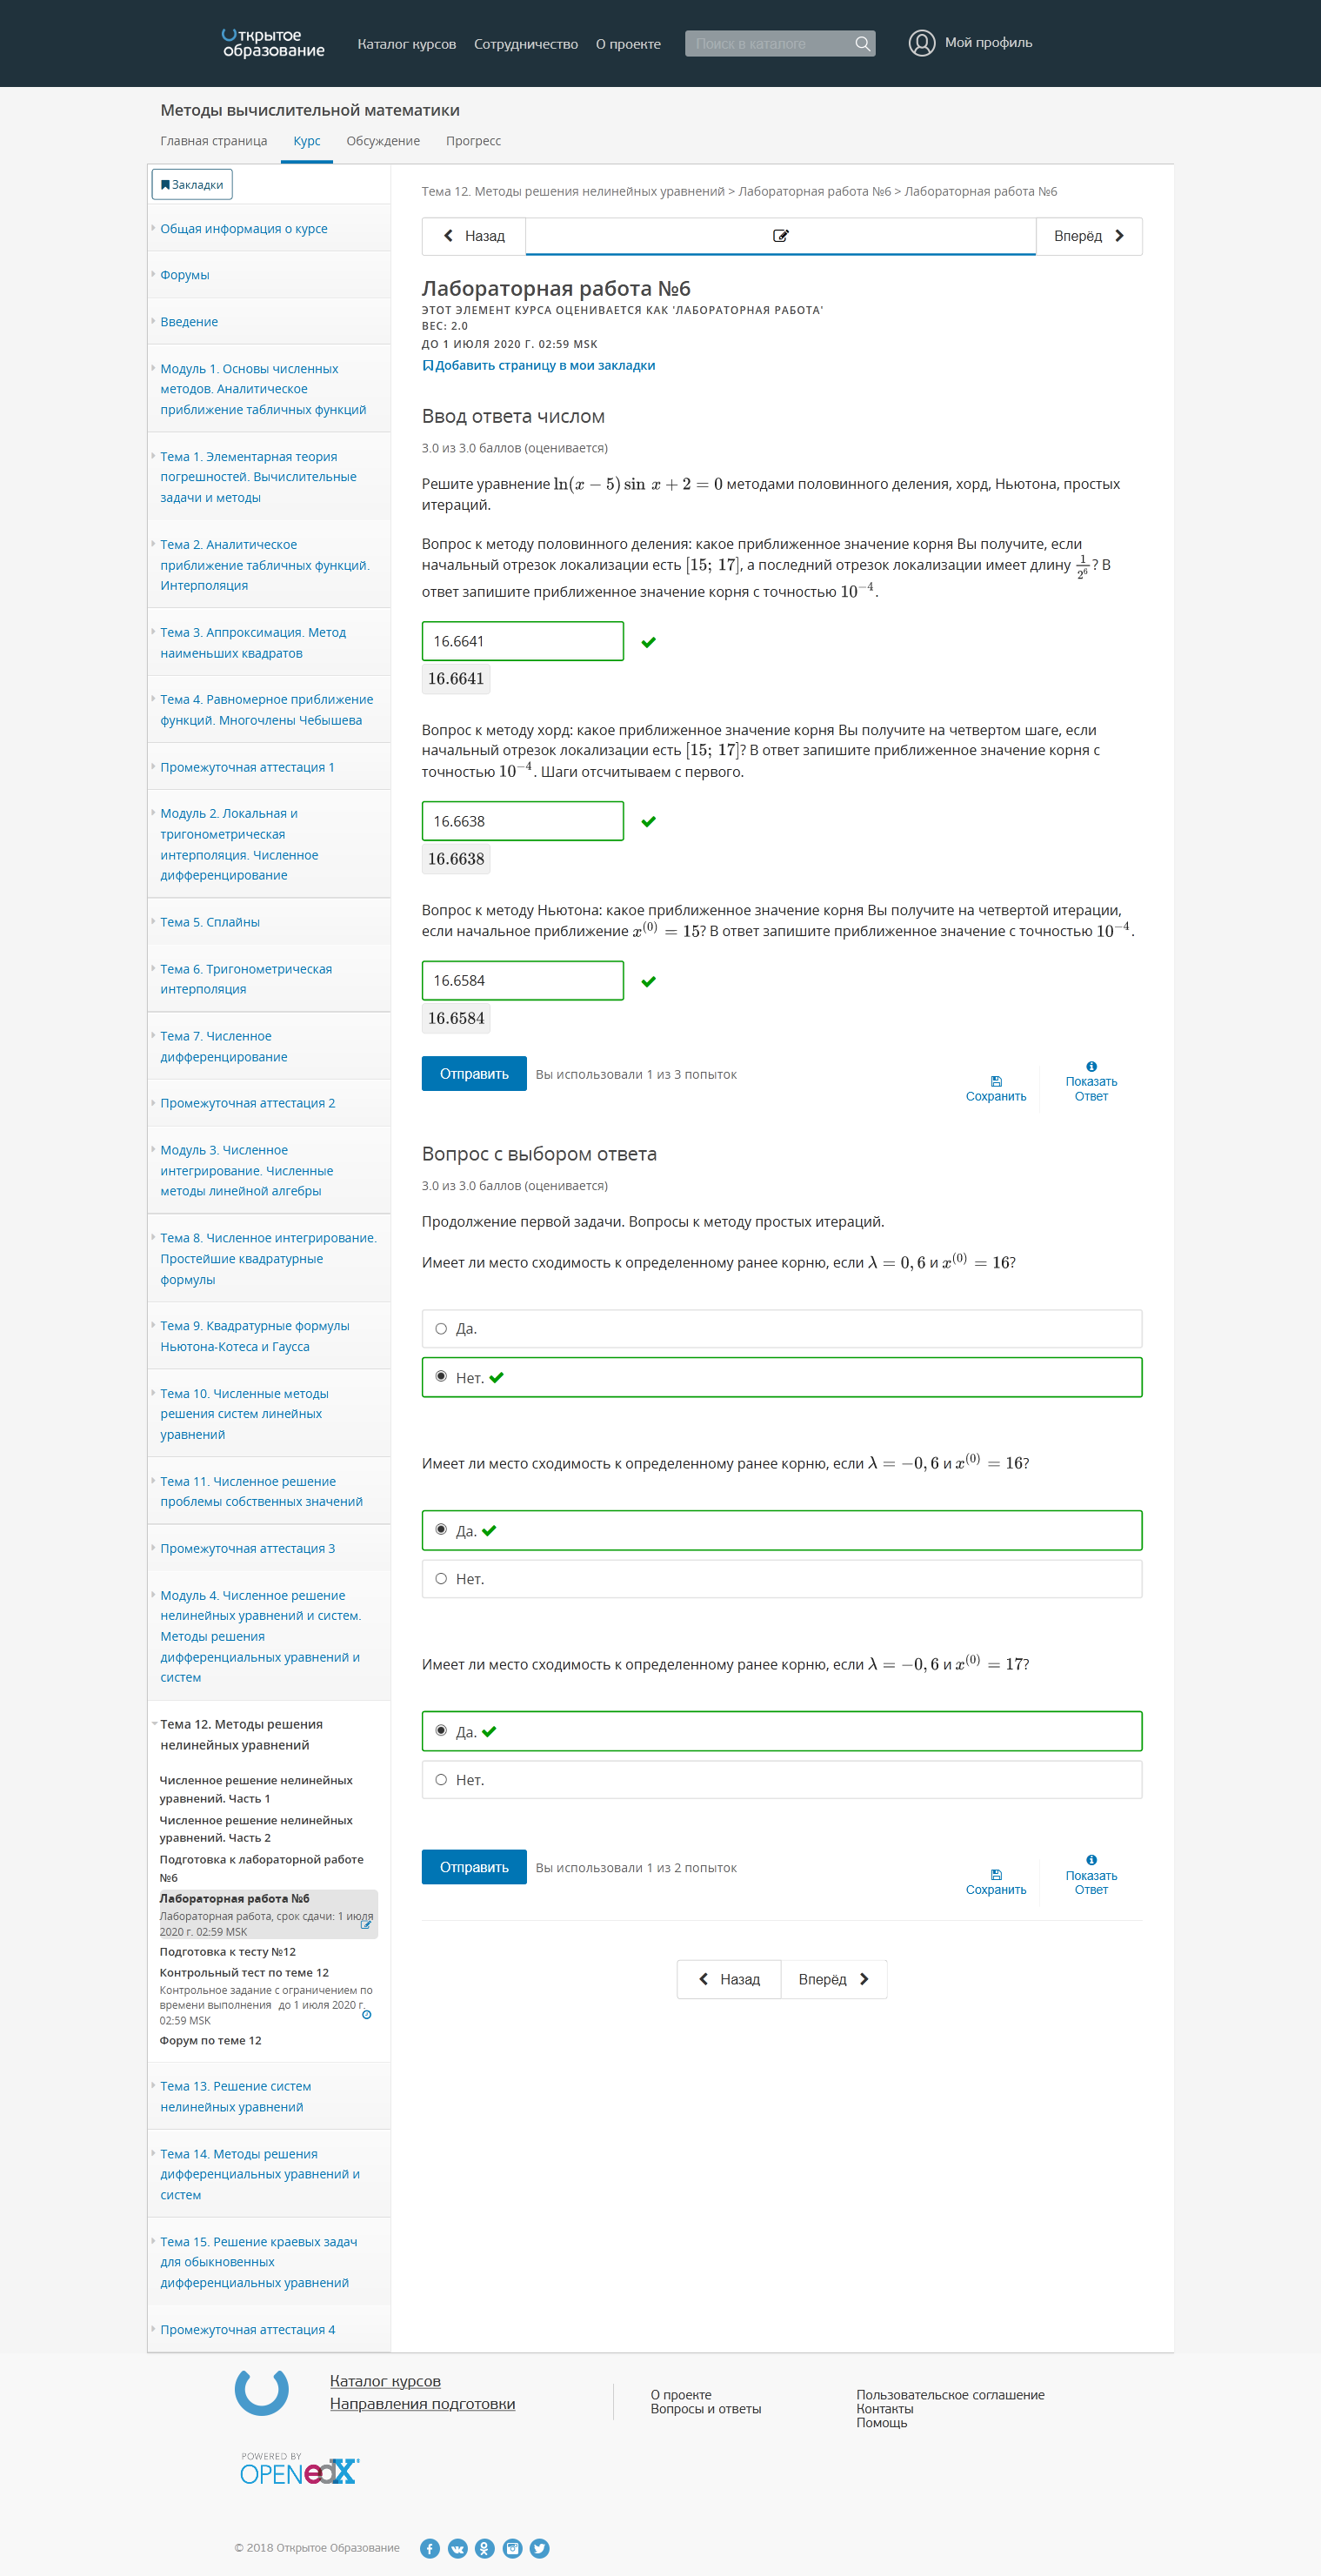 Открытое образование
Каталог курсов Сотрудничество О проекте Поиск в каталоге Мой профиль
Методы вычислительной математики
Главная страница Курс Обсуждение Прогресс
Закладки
Общая информация о курсе
Форумы
Введение
Модуль 1. Основы численных
методов. Аналитическое
приближение табличных функций
Тема 1. Элементарная теория
погрешностей. Вычислительные
задачи и методы
Тема 2. Аналитическое
приближение табличных функций.
Интерполяция
Тема 3. Аппроксимация. Метод
наименьших квадратов
Тема 4. Равномерное приближение
функций. Многочлены Чебышева
Промежуточная аттестация 1
Модуль 2. Локальная и
тригонометрическая
интерполяция. Численное
дифференцирование
Тема 5. Сплайны
Тема 6. Тригонометрическая
интерполяция
Тема 7. Численное
дифференцирование
Промежуточная аттестация 2
Модуль 3. Численное
интегрирование. Численные
методы линейной алгебры
Тема 8. Численное интегрирование.
Простейшие квадратурные
формулы
Тема 9. Квадратурные формулы
Ньютона-Котеса и Гаусса
Тема 10. Численные методы
решения систем линейных
уравнений
Тема 11. Численное решение
проблемы собственных значений
Промежуточная аттестация 3
Модуль 4. Численное решение
нелинейных уравнений и систем.
Методы решения
дифференциальных уравнений и
систем
Тема 12. Методы решения
нелинейных уравнений
Численное решение нелинейных
уравнений. Часть 1
Численное решение нелинейных
уравнений. Часть 2
Подготовка к лабораторной работе
№6
Лабораторная работа №6
Лабораторная работа, срок сдачи: 1 июля
2020 г. 02:59 MSK
Подготовка к тесту №12
Контрольный тест по теме 12
Контрольное задание с ограничением по
времени выполнения до 1 июля 2020 г.
02:59 MSK
Форум по теме 12
Тема 13. Решение систем
нелинейных уравнений
Тема 14. Методы решения
дифференциальных уравнений и
систем
Тема 15. Решение краевых задач
для обыкновенных
дифференциальных уравнений
Промежуточная аттестация 4
Тема 12. Методы решения нелинейных уравнений > Лабораторная работа №6 > Лабораторная работа №6
Назад Вперёд
Лабораторная работа №6
ЭТОТ ЭЛЕМЕНТ КУРСА ОЦЕНИВАЕТСЯ КАК 'ЛАБОРАТОРНАЯ РАБОТА'
ВЕС: 2.0
ДО 1 ИЮЛЯ 2020 Г. 02:59 MSK
Добавить страницу в мои закладки
Ввод ответа числом
3.0 из 3.0 баллов (оценивается)
Решите уравнение ln(x − 5) sin x + 2 = 0 методами половинного деления, хорд, Ньютона, простых
итераций.
Вопрос к методу половинного деления: какое приближенное значение корня Вы получите, если
начальный отрезок локализации есть [15; 17], а последний отрезок локализации имеет длину 1/2^6? В
ответ запишите приближенное значение корня с точностью 10^−4.
16.6641
16.6641
Вопрос к методу хорд: какое приближенное значение корня Вы получите на четвертом шаге, если
начальный отрезок локализации есть [15; 17]? В ответ запишите приближенное значение корня с
точностью 10^−4. Шаги отсчитываем с первого.
16.6638
16.6638
Вопрос к методу Ньютона: какое приближенное значение корня Вы получите на четвертой итерации,
если начальное приближение x^(0) = 15? В ответ запишите приближенное значение с точностью 10^−4.
16.6584
16.6584
Отправить Вы использовали 1 из 3 попыток Сохранить Показать Ответ
Вопрос с выбором ответа
3.0 из 3.0 баллов (оценивается)
Продолжение первой задачи. Вопросы к методу простых итераций.
Имеет ли место сходимость к определенному ранее корню, если λ = 0, 6 и x^(0) = 16?
Да.
Нет.
Имеет ли место сходимость к определенному ранее корню, если λ = −0, 6 и x^(0) = 16?
Да.
Нет.
Имеет ли место сходимость к определенному ранее корню, если λ = −0, 6 и x^(0) = 17?
Да.
Нет.
Отправить Вы использовали 1 из 2 попыток Сохранить Показать Ответ
Назад Вперёд
Каталог курсов
Направления подготовки
О проекте
Вопросы и ответы
Пользовательское соглашение
Контакты
Помощь
POWERED BY
OPEN edX
© 2018 Открытое Образование